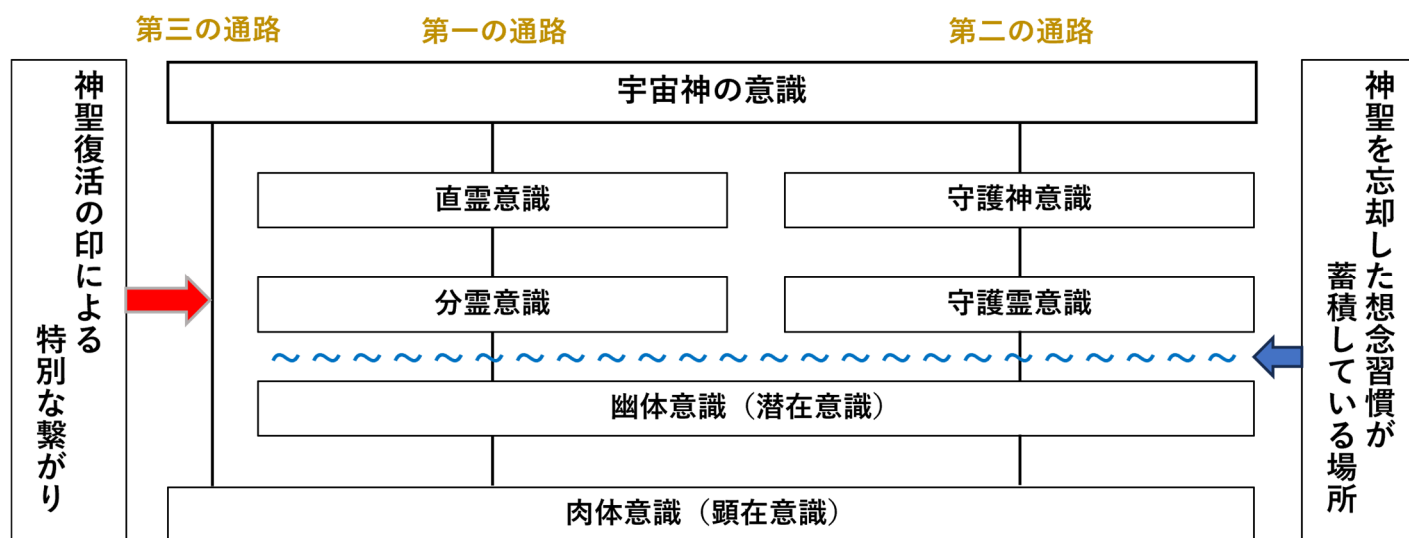 第三の通路
第一の通路
第二の通路
宇宙神の意識
神聖復活の印による
特別な繋がり
直霊意識
守護神意識
分霊意識
守護霊意識
幽体意識(潜在意識)
肉体意識(顕在意識)
神聖を忘却した想念習慣が
蓄積している場所